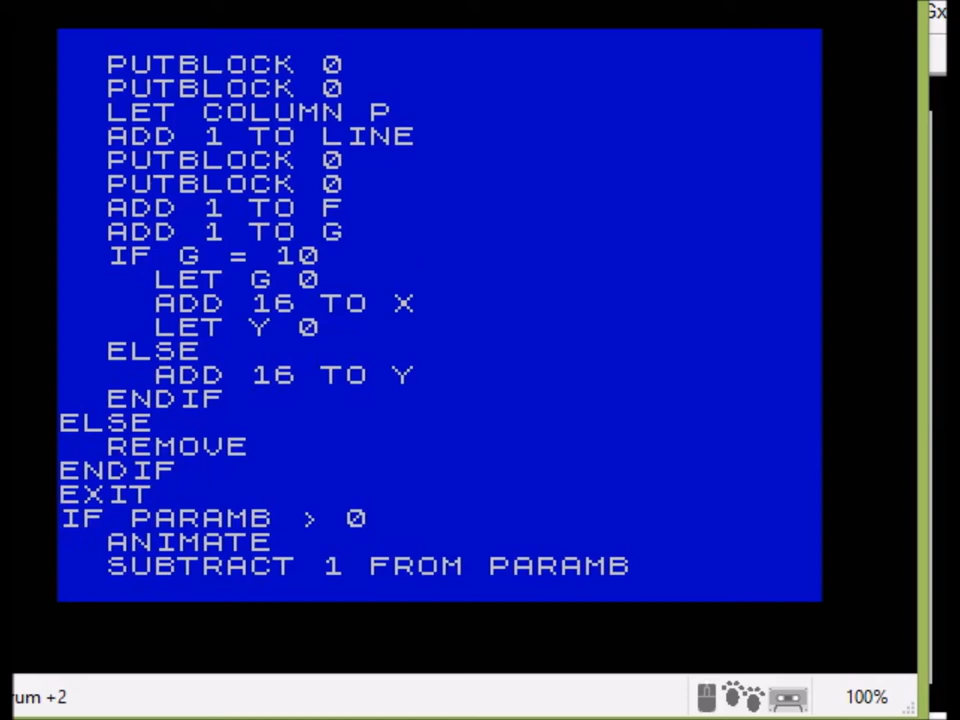 Gx
PUTBLOCK 0
PUTBLOCK 0
LET COLUMN P
ADD 1 TO LINE
PUTBLOCK 0
PUTBLOCK 0
ADD 1 TO F
ADD 1 TO G
IF G = 10
LET G 0
ADD 16 TO X
LET Y 0
ELSE
ADD 16 TO Y
ENDIF
ELSE
REMOVE
ENDIF
EXIT
IF PARAMB > 0
ANIMATE
SUBTRACT 1 FROM PARAMB
um +2
100%